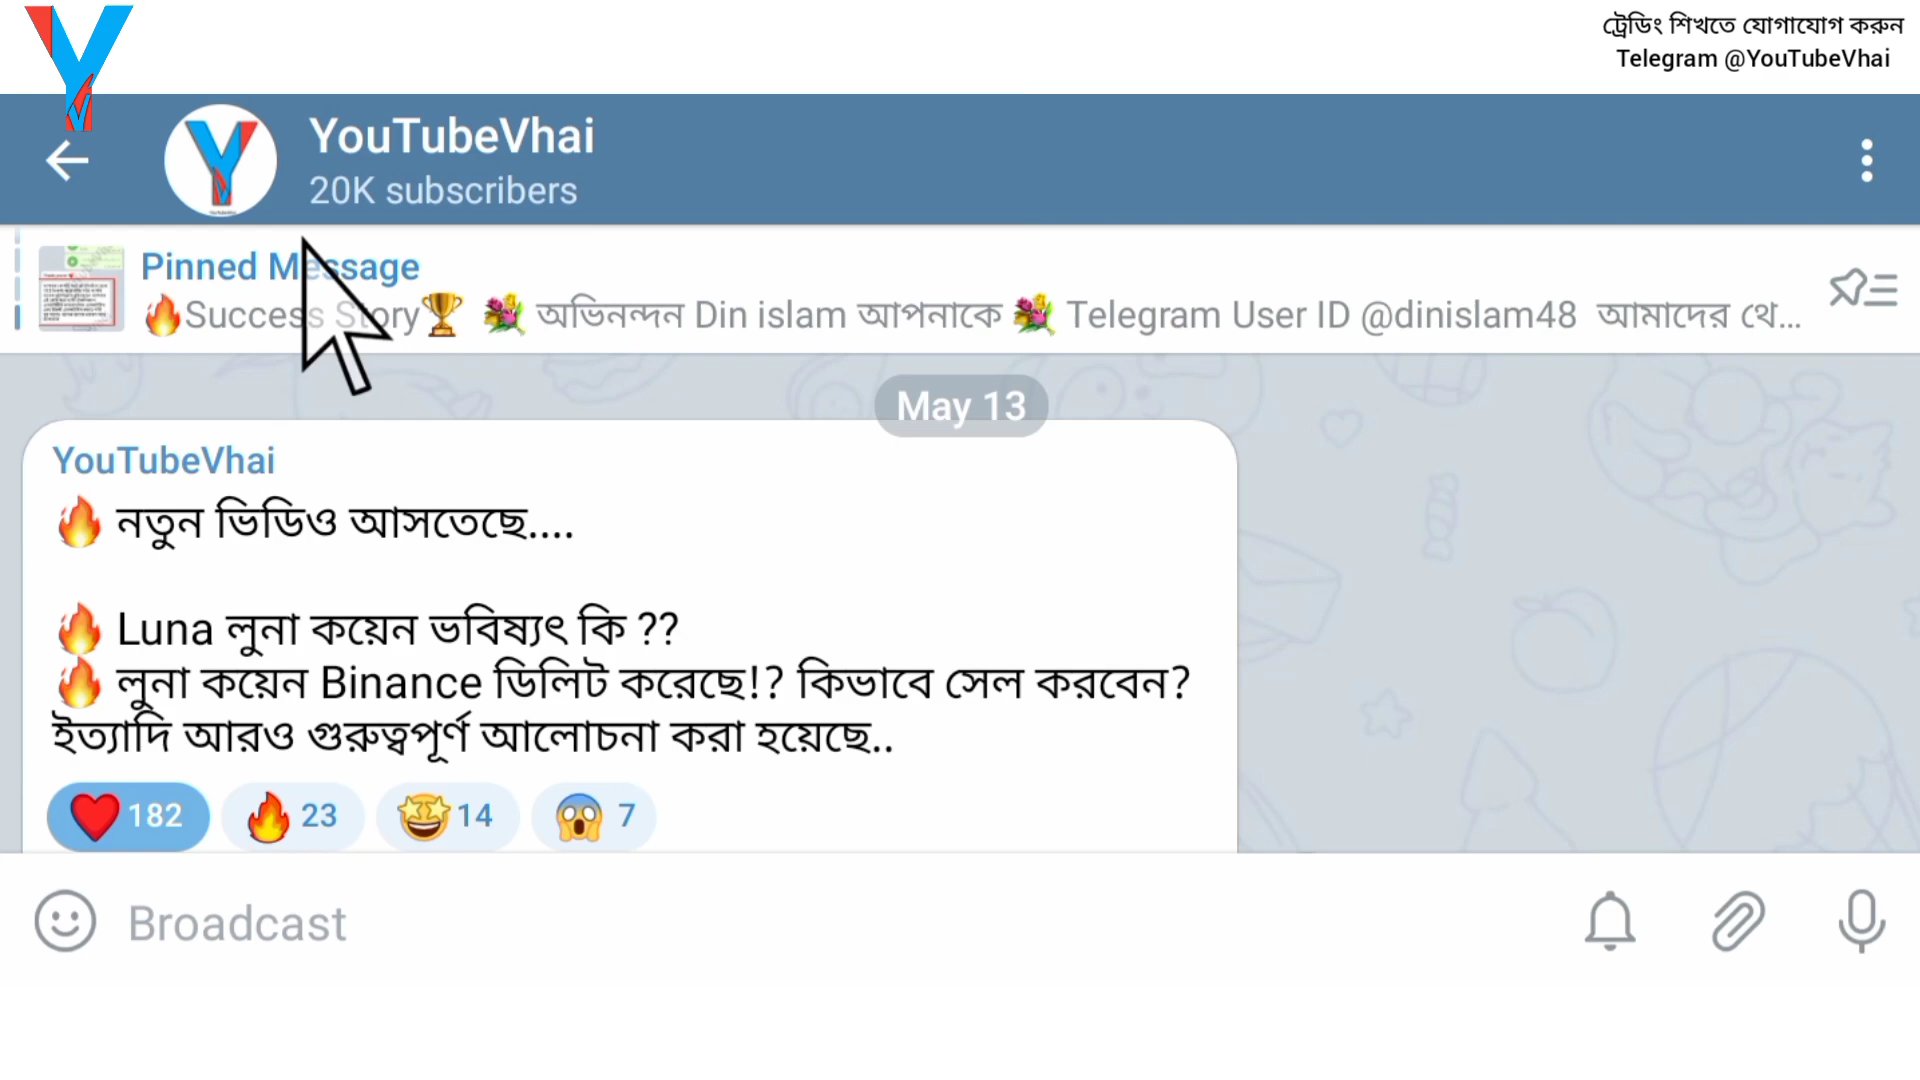 ট্রেডিং শিখতে যোগাযোগ করুন
Telegram @YouTubeVhai
YouTubeVhai
20K subscribers
Pinned Message
🔥Success Story🏆 💐 অভিনন্দন Din islam আপনাকে 💐 Telegram User ID @dinislam48 আমাদের থে...
May 13
YouTubeVhai
🔥 নতুন ভিডিও আসতেছে....
🔥 Luna লুনা কয়েন ভবিষ্যৎ কি ??
🔥 লুনা কয়েন Binance ডিলিট করেছে!? কিভাবে সেল করবেন?
ইত্যাদি আরও গুরুত্বপূর্ণ আলোচনা করা হয়েছে..
❤️ 182 🔥 23 🤩 14 😱 7
Broadcast